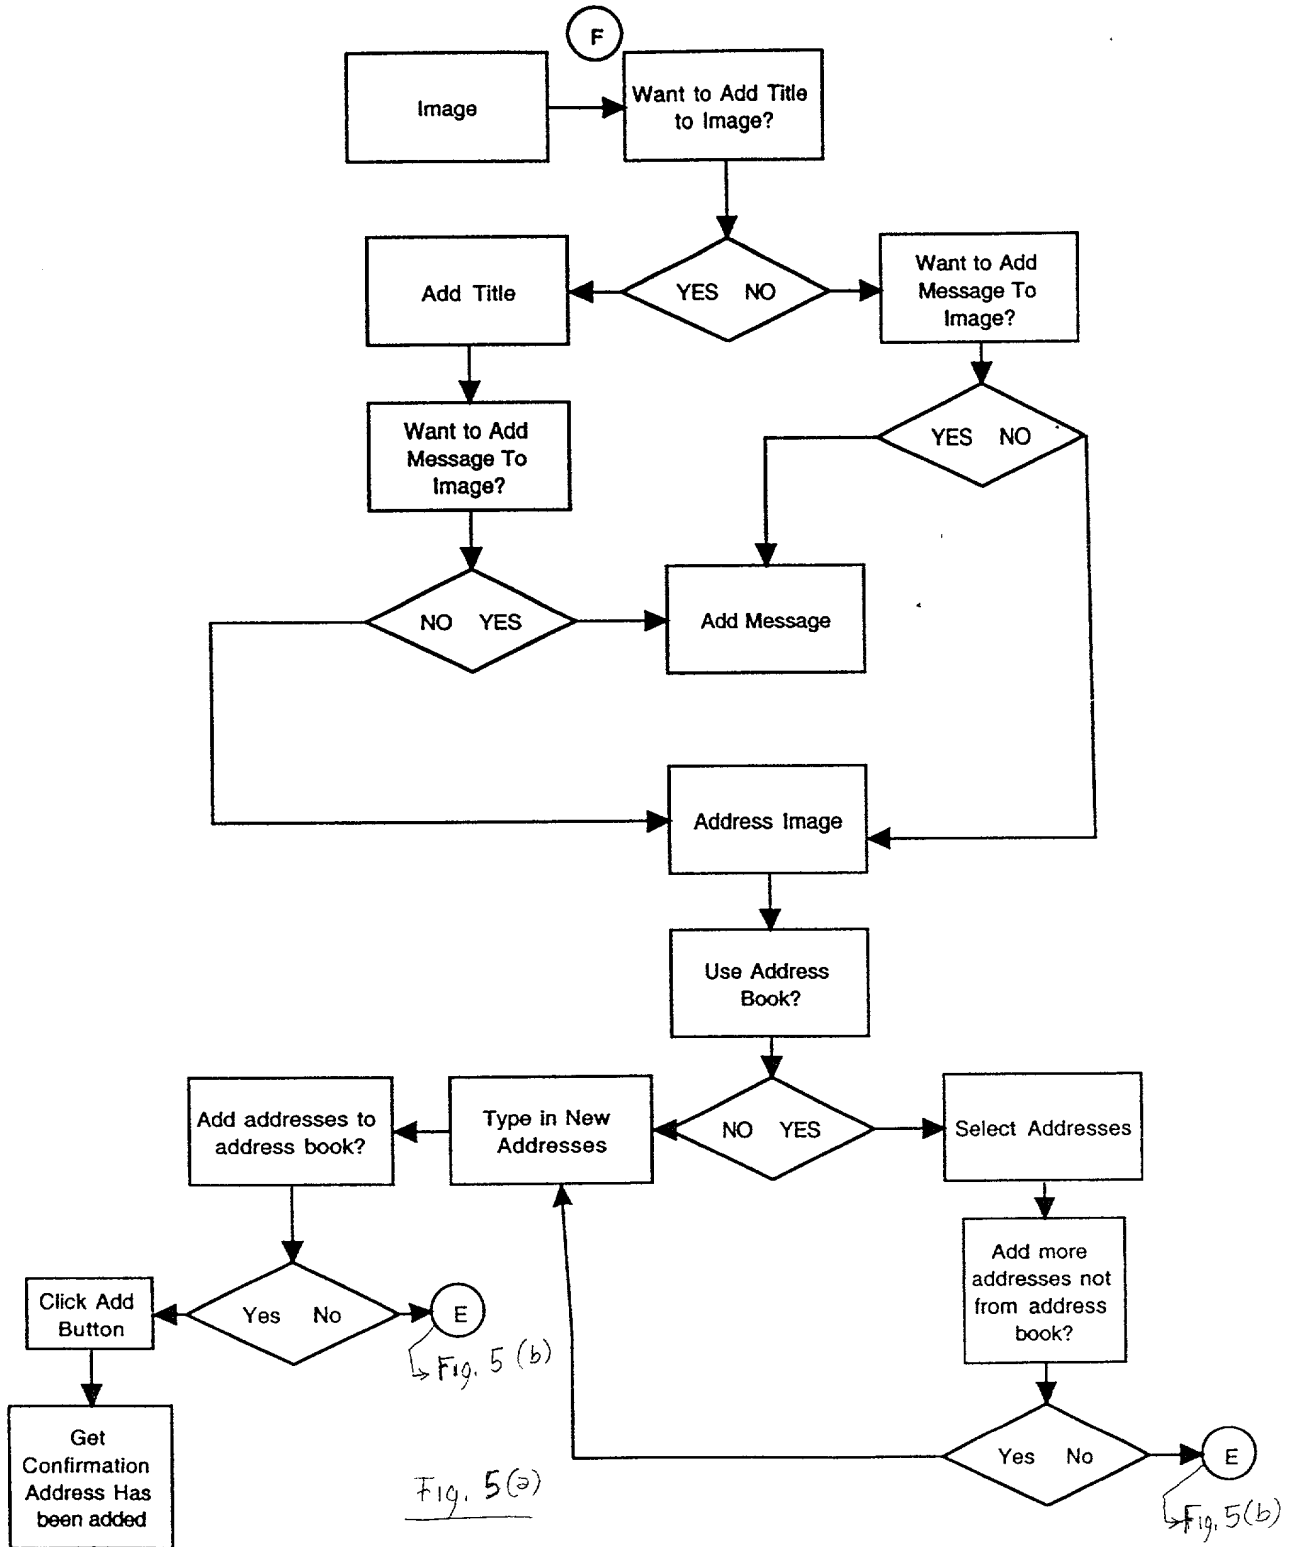 F
Image
Want to Add Title
to Image?
Add Title
YES NO
Want to Add
Message To
Image?
Want to Add
Message To
Image?
YES NO
NO YES
Add Message
Address Image
Use Address
Book?
Add addresses to
address book?
Type in New
Addresses
NO YES
Select Addresses
Add more
addresses not
from address
book?
Click Add
Button
Yes No
E
Fig. 5 (b)
Get
Confirmation
Address Has
been added
Yes No
E
Fig. 5(b)
Fig. 5(a)